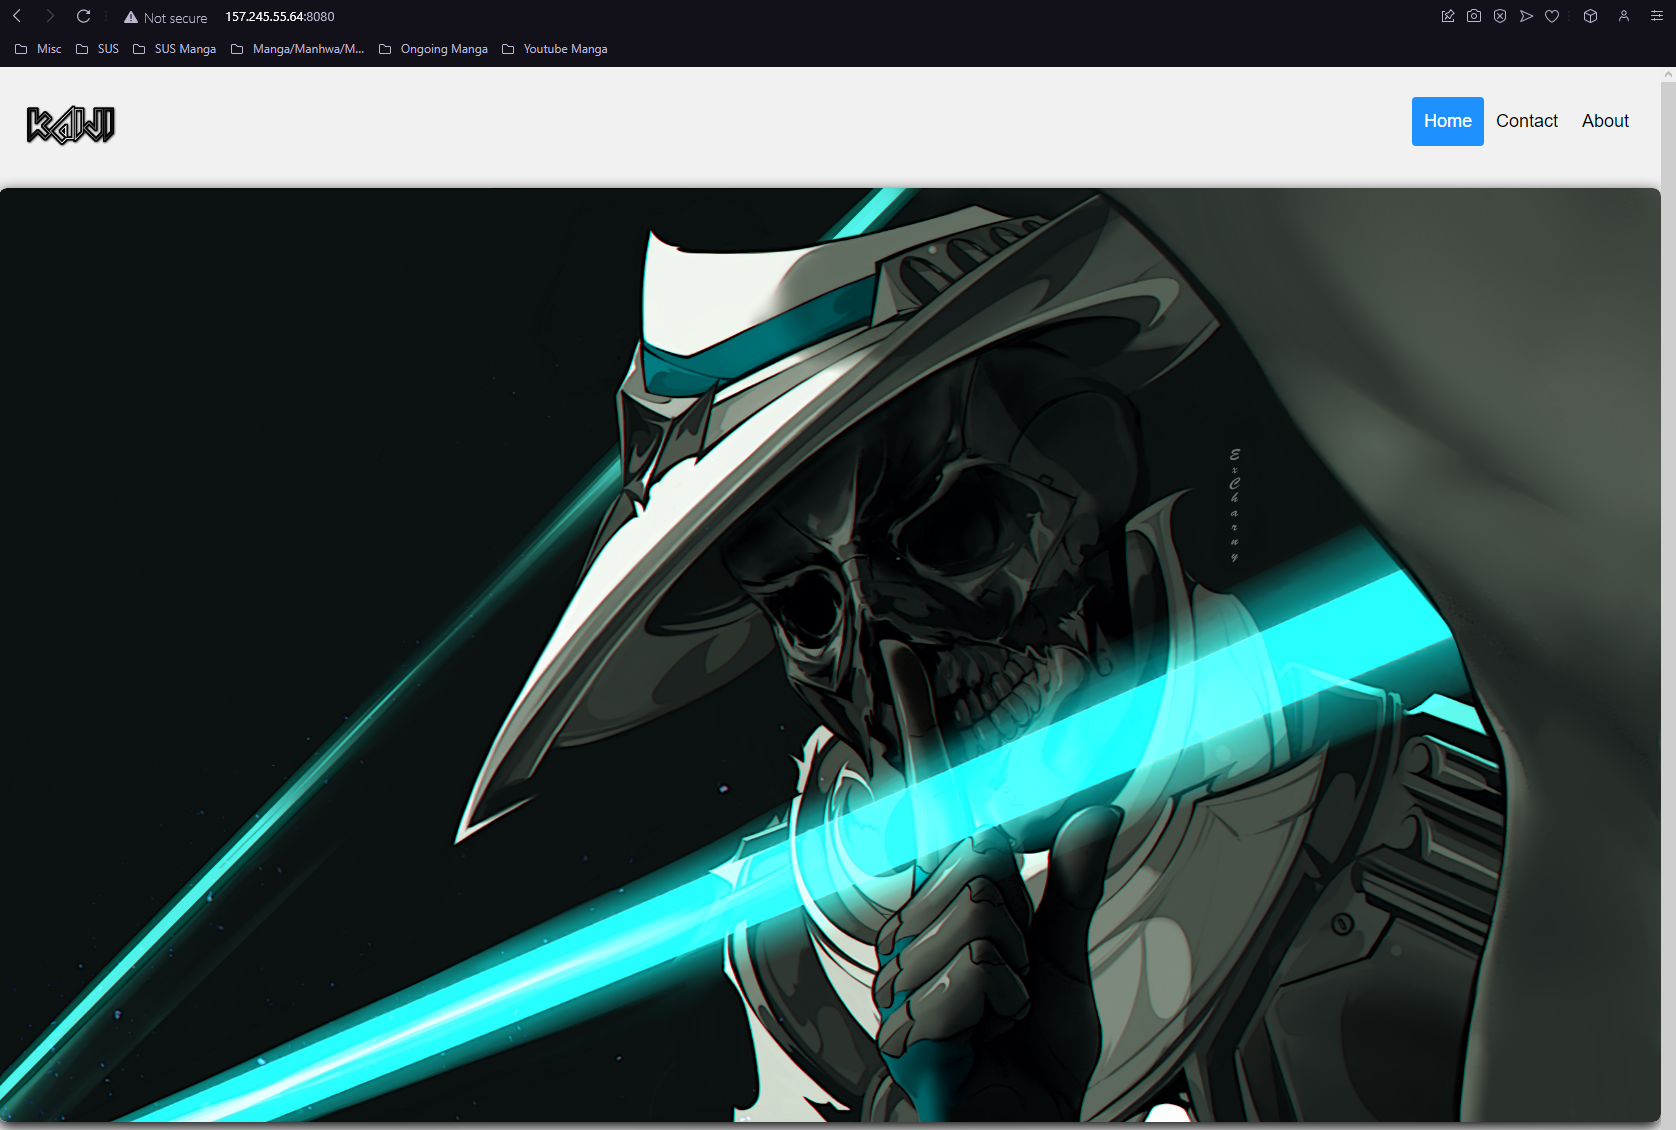 Not secure 157.245.55.64:8080
Misc SUS SUS Manga Manga/Manhwa/M... Ongoing Manga Youtube Manga
KAIJI
Home Contact About
ExCharny